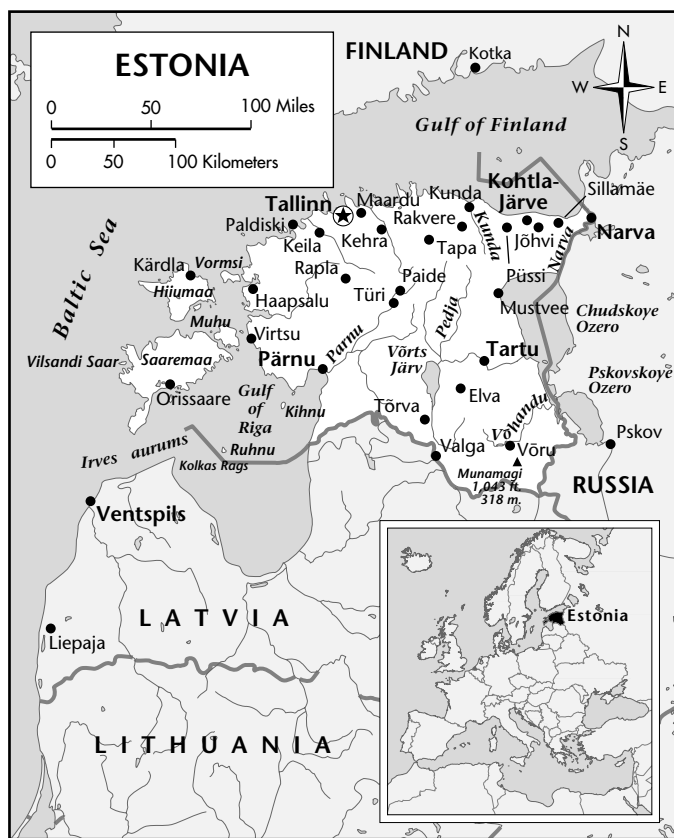 ESTONIA
0 50 100 Miles
0 50 100 Kilometers
FINLAND
Kotka
N
W E
S
Gulf of Finland
Baltic Sea
Tallinn
Maardu
Kunda
Kohtla-
Järve
Sillamäe
Paldiski
Keila
Kehra
Rakvere
Tapa
Kunda
Jõhvi
Narva
Narva
Püssi
Kärdla
Vormsi
Hiiumaa
Haapsalu
Rapla
Paide
Türi
Mustvee
Chudskoye
Ozero
Muhu
Virtsu
Pärnu
Parnu
Pedja
Tartu
Võrts
Järv
Vilsandi Saar
Saaremaa
Orissaare
Gulf
of
Riga
Kihnu
Ruhnu
Elva
Tõrva
Vohandu
Pskovskoye
Ozero
Pskov
Valga
Võru
Munamagi
1,043 ft.
318 m.
RUSSIA
Irves aurums
Kolkas Rags
Ventspils
LATVIA
Liepaja
LITHUANIA
Estonia